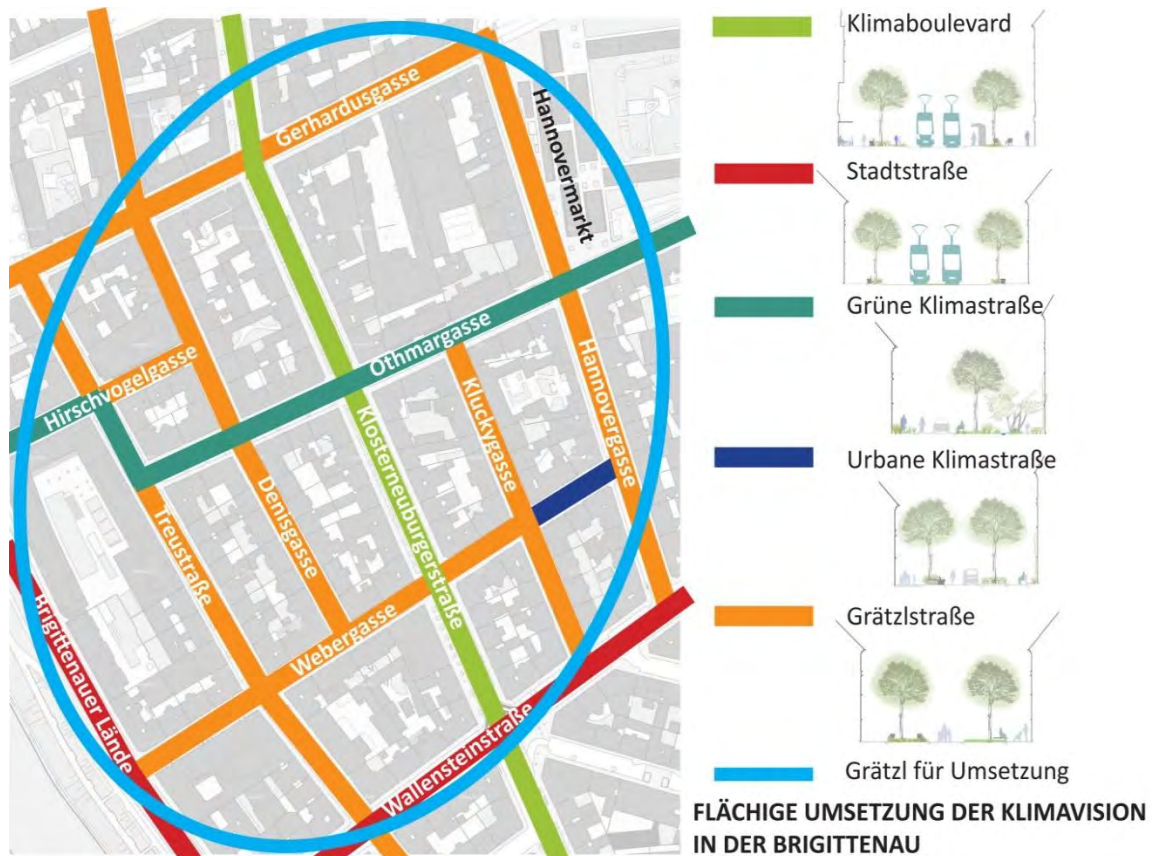 Gerhardusgasse
Hannovermarkt
Hirschvogelgasse
Othmargasse
Hannovergasse
Kluckygasse
Klosterneuburgerstraße
Denisgasse
Treustraße
Webergasse
Brigittenauer Lände
Wallensteinstraße
Klimaboulevard
Stadtstraße
Grüne Klimastraße
Urbane Klimastraße
Grätzlstraße
Grätzl für Umsetzung
FLÄCHIGE UMSETZUNG DER KLIMAVISION
IN DER BRIGITTENAU